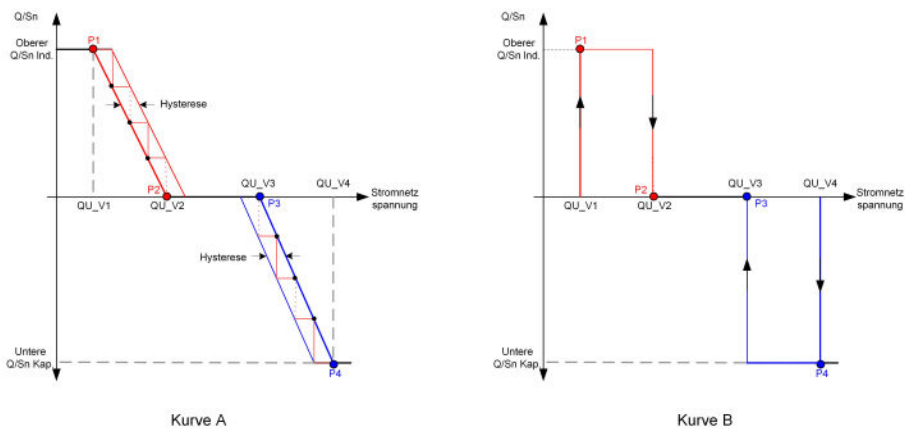 Q/Sn
Oberer
Q/Sn Ind.
P1
Hysterese
P2
QU_V1
QU_V2
QU_V3
QU_V4
P3
Stromnetz
spannung
Hysterese
Untere
Q/Sn Kap.
P4
Kurve A
Q/Sn
Oberer
Q/Sn Ind.
P1
P2
QU_V1
QU_V2
QU_V3
QU_V4
P3
Stromnetz
spannung
Untere
Q/Sn Kap.
P4
Kurve B